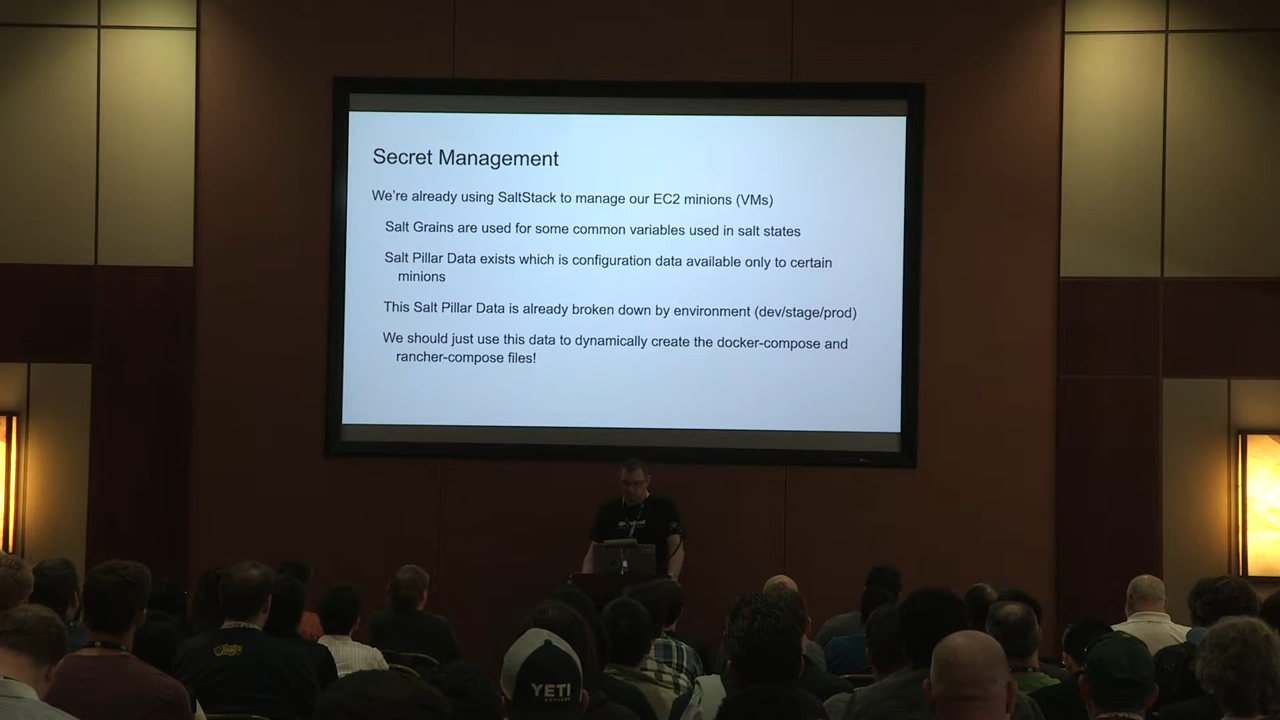 Secret Management
We're already using SaltStack to manage our EC2 minions (VMs)
Salt Grains are used for some common variables used in salt states
Salt Pillar Data exists which is configuration data available only to certain
minions
This Salt Pillar Data is already broken down by environment (dev/stage/prod)
We should just use this data to dynamically create the docker-compose and
rancher-compose files!
YETI